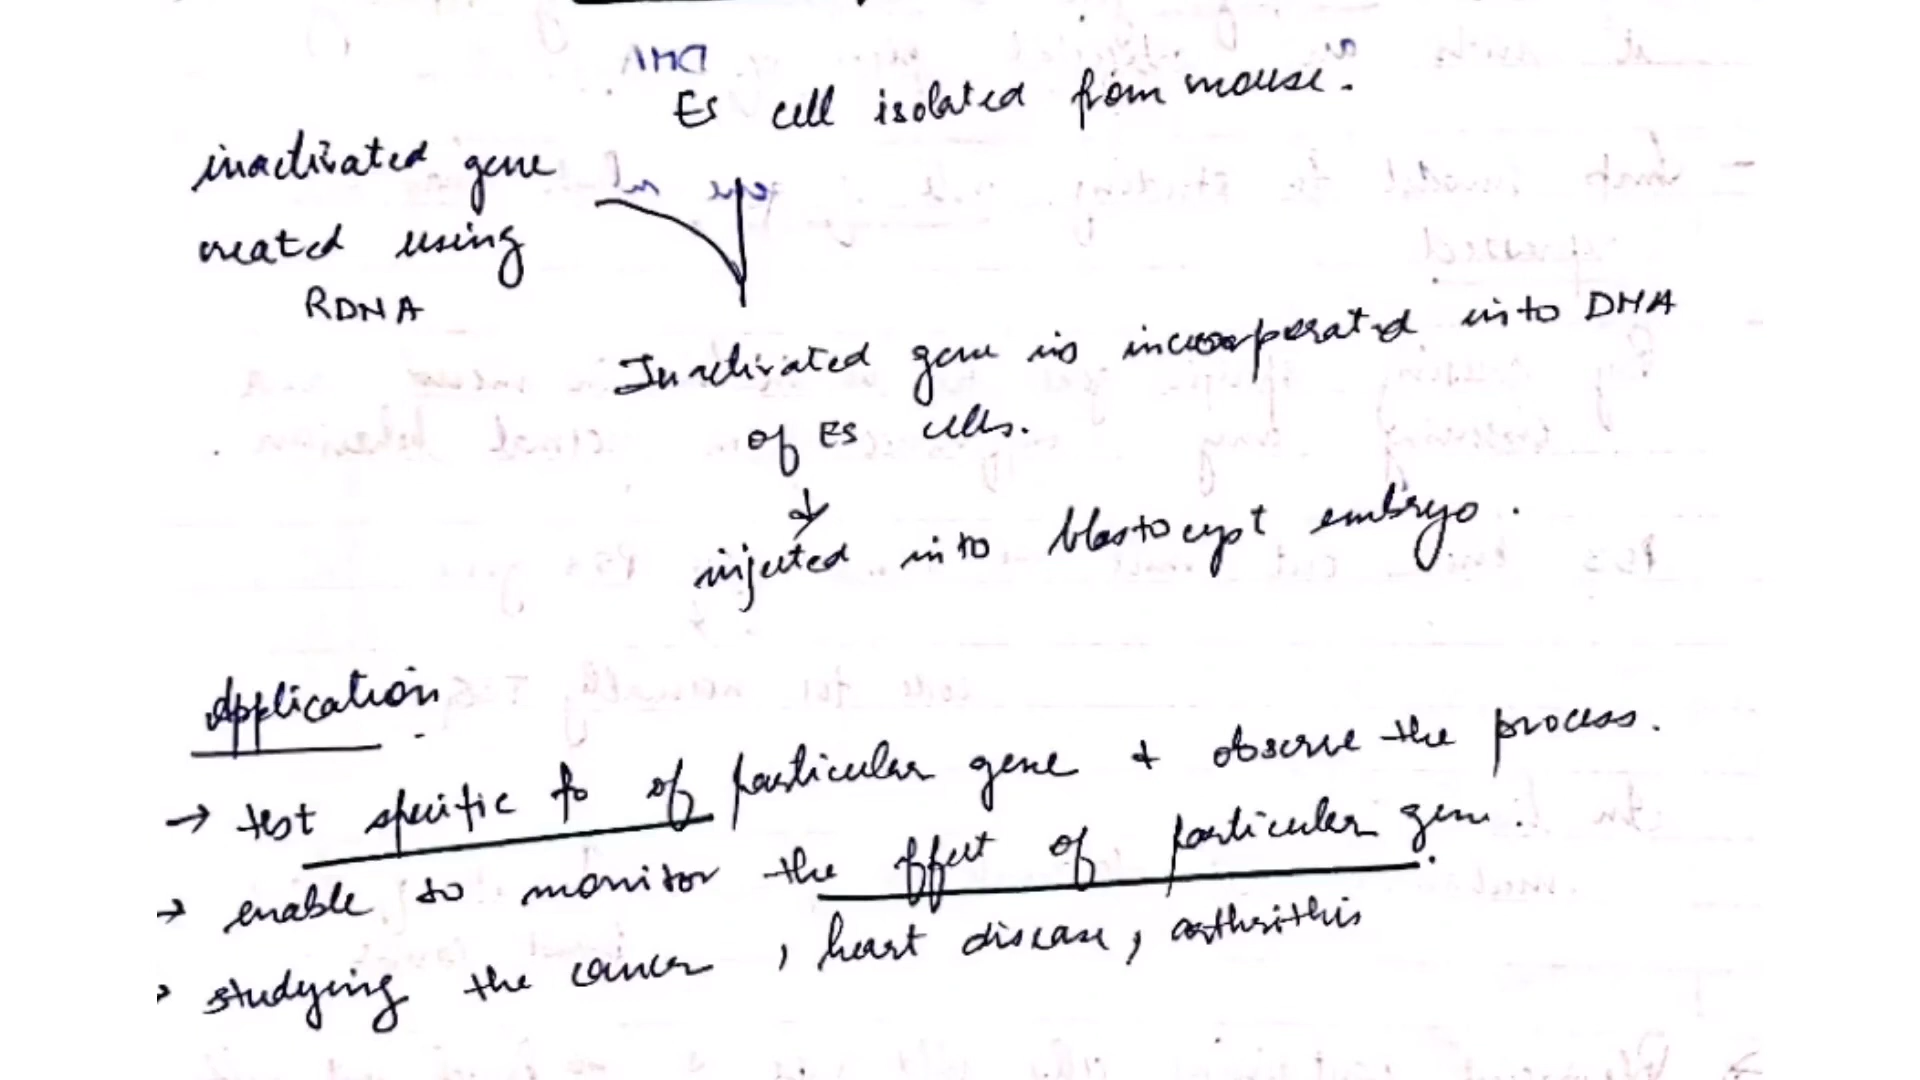 ES cell isolated from mouse.
inactivated gene
created using
RDNA
Inactivated gene is incorporated into DNA
of ES cells.
↓
injected into blastocyst embryo.
Application
→ test specific fn of particular gene + observe the process.
→ enable to monitor the effect of particular gene.
→ studying the cancer, heart disease, arthrithis